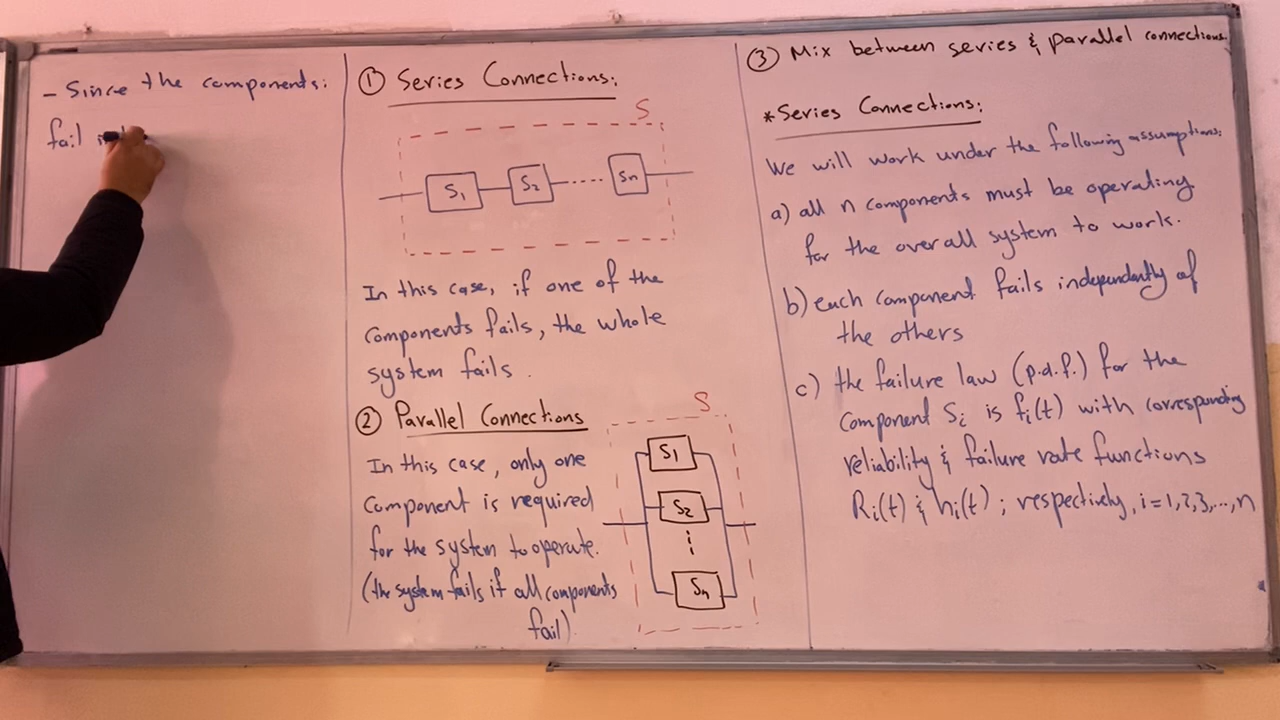 - Since the components:
fail
① Series Connections:
S
S1 S2 ..... Sn
In this case, if one of the
components fails, the whole
system fails.
② Parallel Connections
In this case, only one
component is required
for the system to operate.
(the system fails if all components
fail).
S
S1
S2
Sn
③ Mix between series & parallel connections.
* Series Connections:
We will work under the following assumptions:
a) all n components must be operating
for the overall system to work.
b) each component fails independently of
the others
c) the failure law (p.d.f.) for the
component Si is fi(t) with corresponding
reliability & failure rate functions
Ri(t) & hi(t) ; respectively, i=1,2,3,...,n